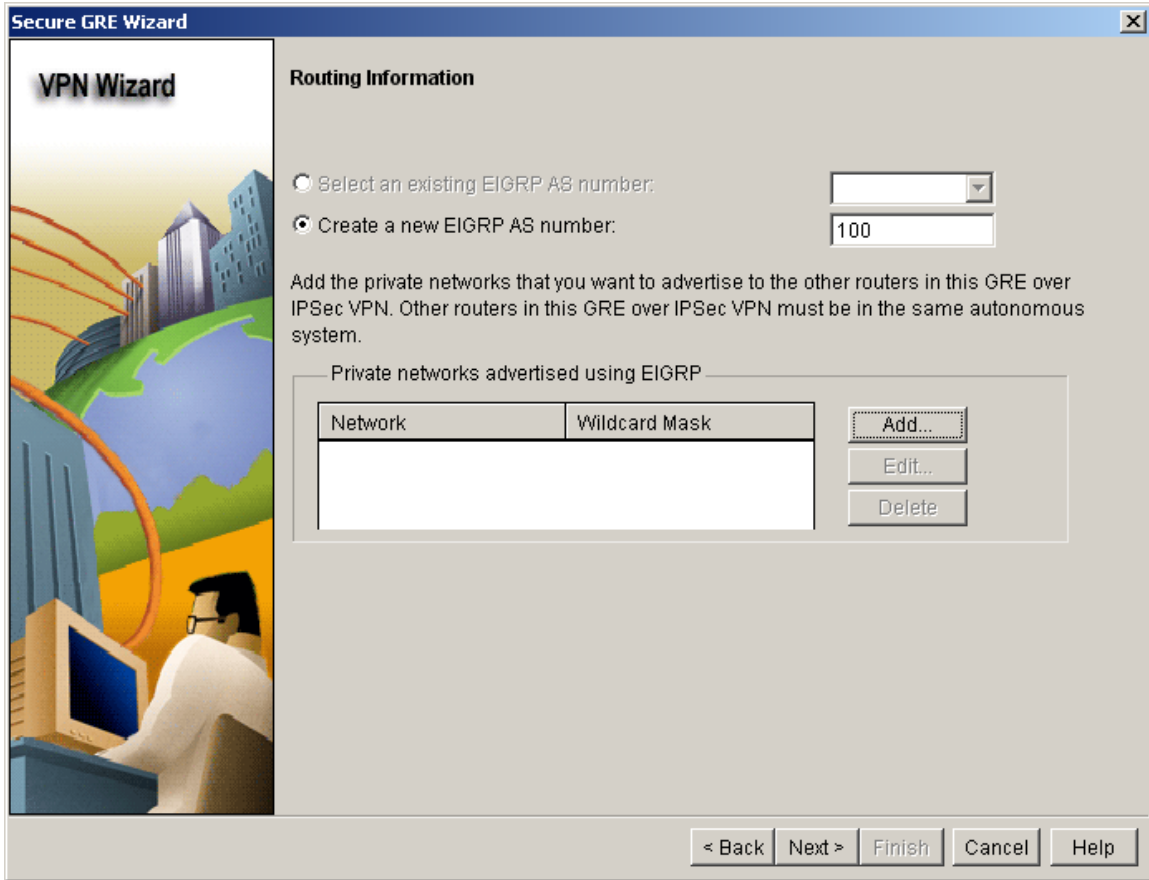 Secure GRE Wizard
VPN Wizard
Routing Information
Select an existing EIGRP AS number:
Create a new EIGRP AS number:
100
Add the private networks that you want to advertise to the other routers in this GRE over
IPSec VPN. Other routers in this GRE over IPSec VPN must be in the same autonomous
system.
Private networks advertised using EIGRP
Network
Wildcard Mask
Add...
Edit...
Delete
< Back
Next >
Finish
Cancel
Help